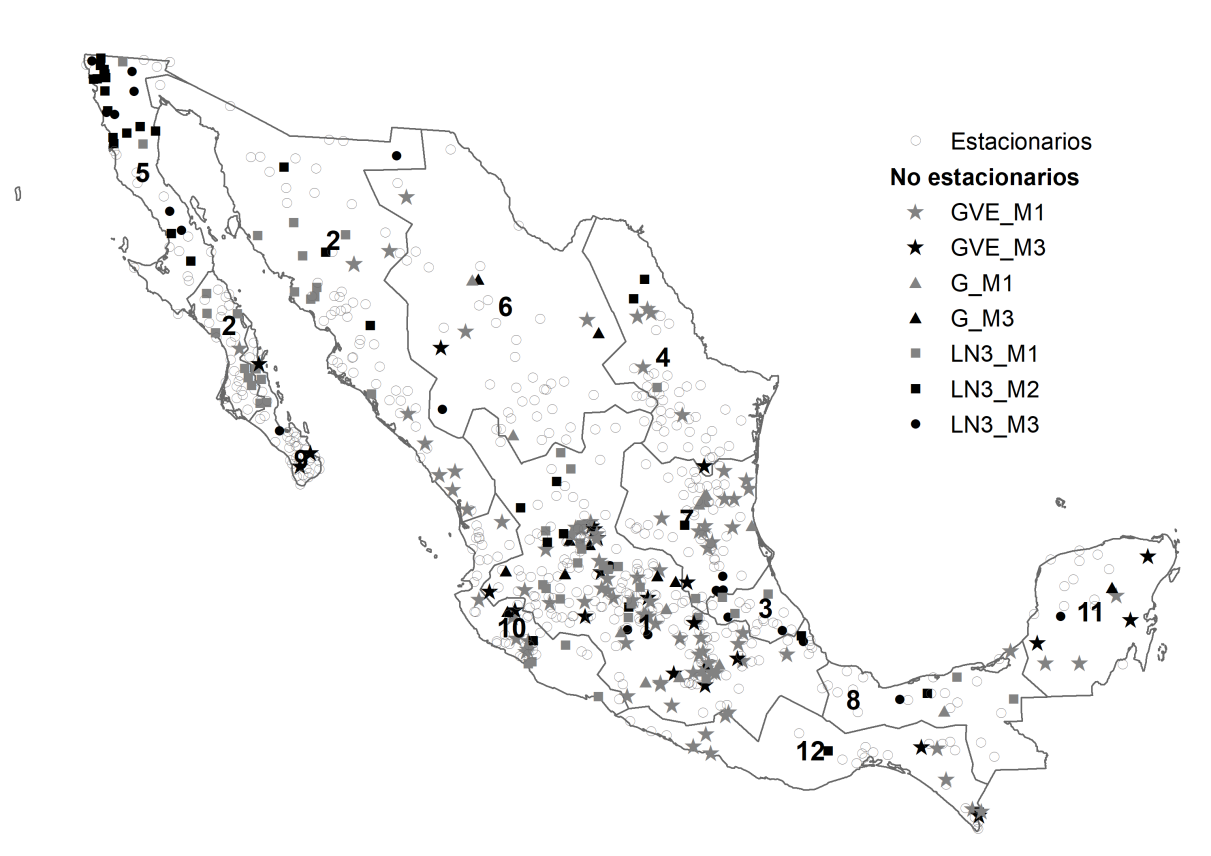 Estacionarios
No estacionarios
GVE_M1
GVE_M3
G_M1
G_M3
LN3_M1
LN3_M2
LN3_M3
5
2
6
2
4
9
7
3
10
1
11
8
12